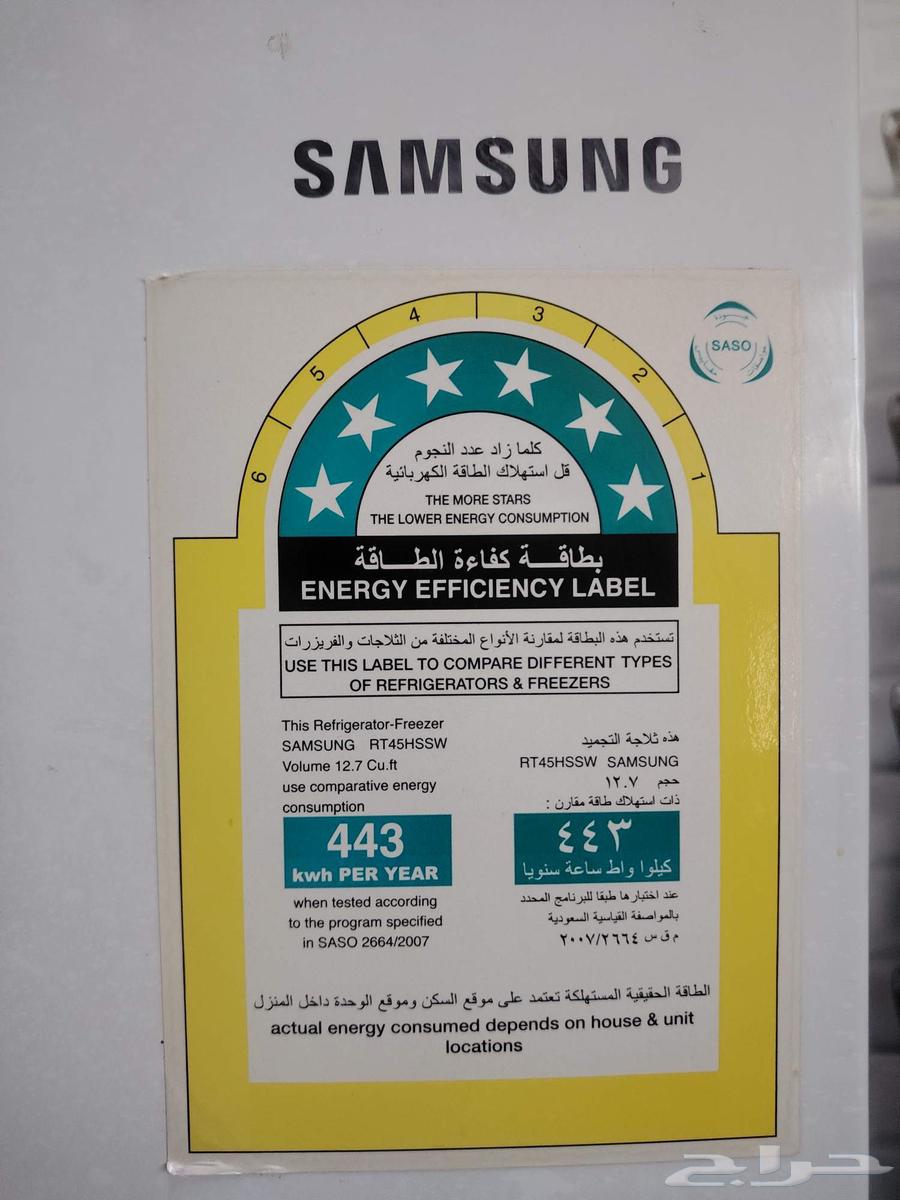 SAMSUNG
4
3
5
2
6
1
جودة
SASO
مقاييس
مواصفات
كلما زاد عدد النجوم
قل استهلاك الطاقة الكهربائية
THE MORE STARS
THE LOWER ENERGY CONSUMPTION
بطاقـــة كفاءة الطـــاقة
ENERGY EFFICIENCY LABEL
تستخدم هذه البطاقة لمقارنة الأنواع المختلفة من الثلاجات والفريزرات
USE THIS LABEL TO COMPARE DIFFERENT TYPES
OF REFRIGERATORS & FREEZERS
This Refrigerator-Freezer
SAMSUNG RT45HSSW
Volume 12.7 Cu.ft
use comparative energy
consumption
443
kwh PER YEAR
when tested according
to the program specified
in SASO 2664/2007
هذه ثلاجة التجميد
RT45HSSW SAMSUNG
حجم ١٢.٧
ذات استهلاك طاقة مقارن :
٤٤٣
كيلوا واط ساعة سنويا
عند اختبارها طبقا للبرنامج المحدد
بالمواصفة القياسية السعودية
م ق س ٢٠٠٧/٢٦٦٤
الطاقة الحقيقية المستهلكة تعتمد على موقع السكن وموقع الوحدة داخل المنزل
actual energy consumed depends on house & unit
locations
حراج